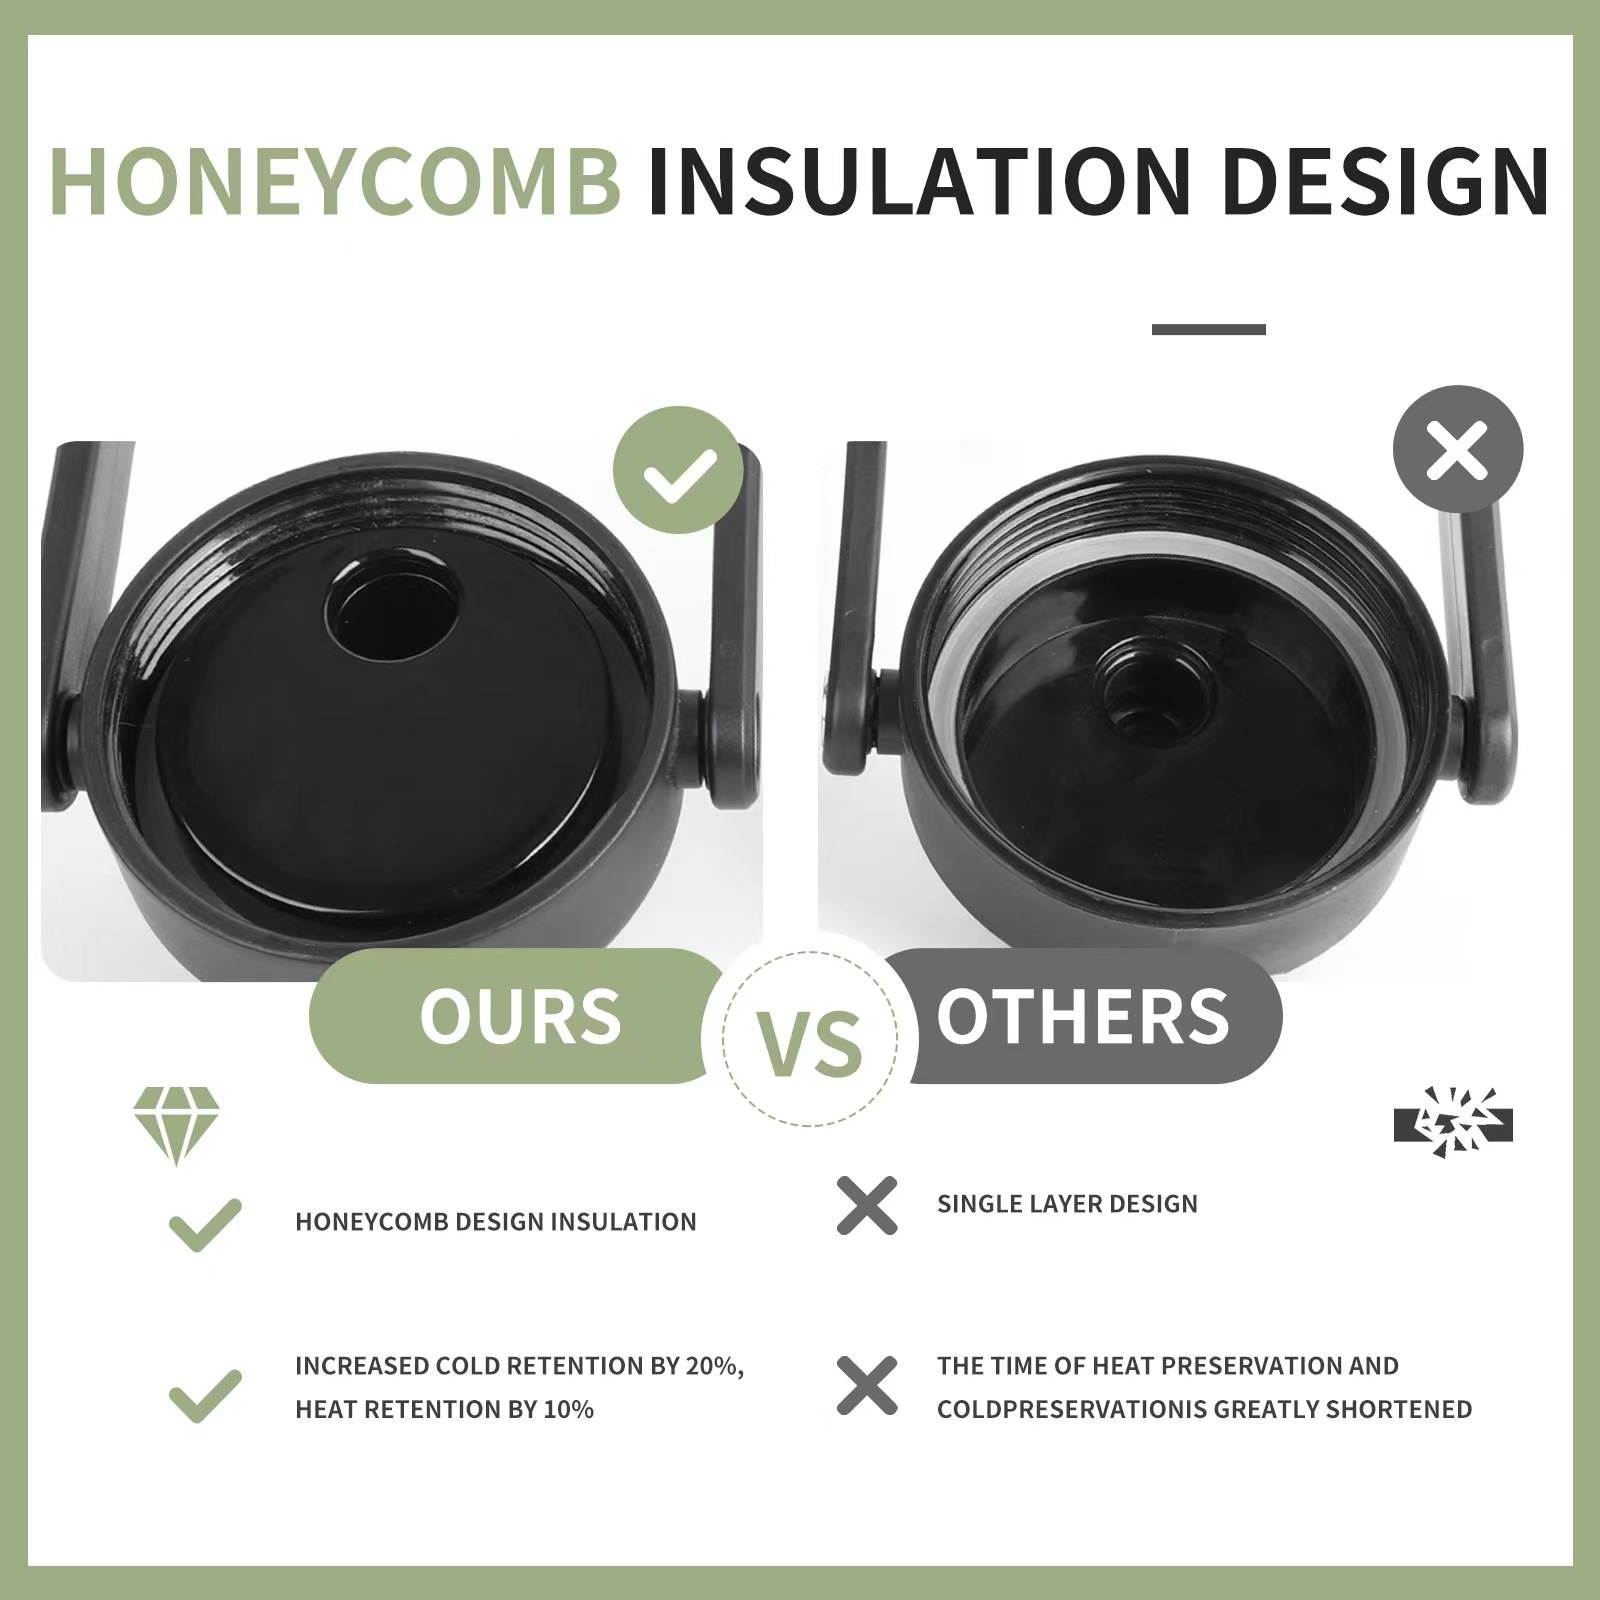 HONEYCOMB INSULATION DESIGN
OURS
VS
OTHERS
HONEYCOMB DESIGN INSULATION
INCREASED COLD RETENTION BY 20%,
HEAT RETENTION BY 10%
SINGLE LAYER DESIGN
THE TIME OF HEAT PRESERVATION AND
COLDPRESERVATIONIS GREATLY SHORTENED